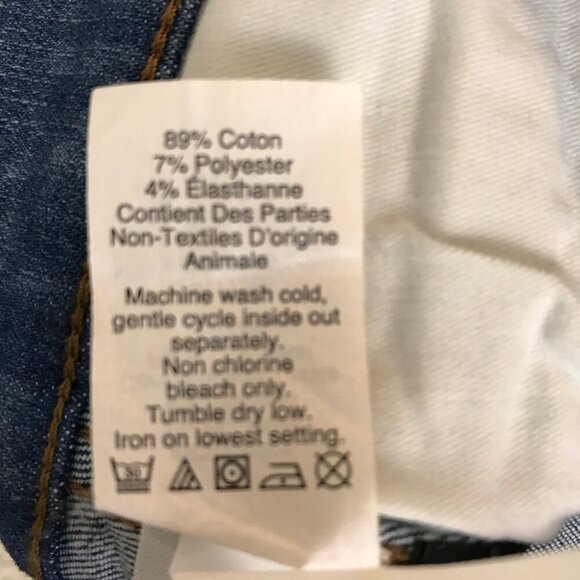 89% Coton
7% Polyester
4% Élasthanne
Contient Des Parties
Non-Textiles D'origine
Animale
Machine wash cold,
gentle cycle inside out
separately.
Non chlorine
bleach only.
Tumble dry low.
Iron on lowest setting.
30